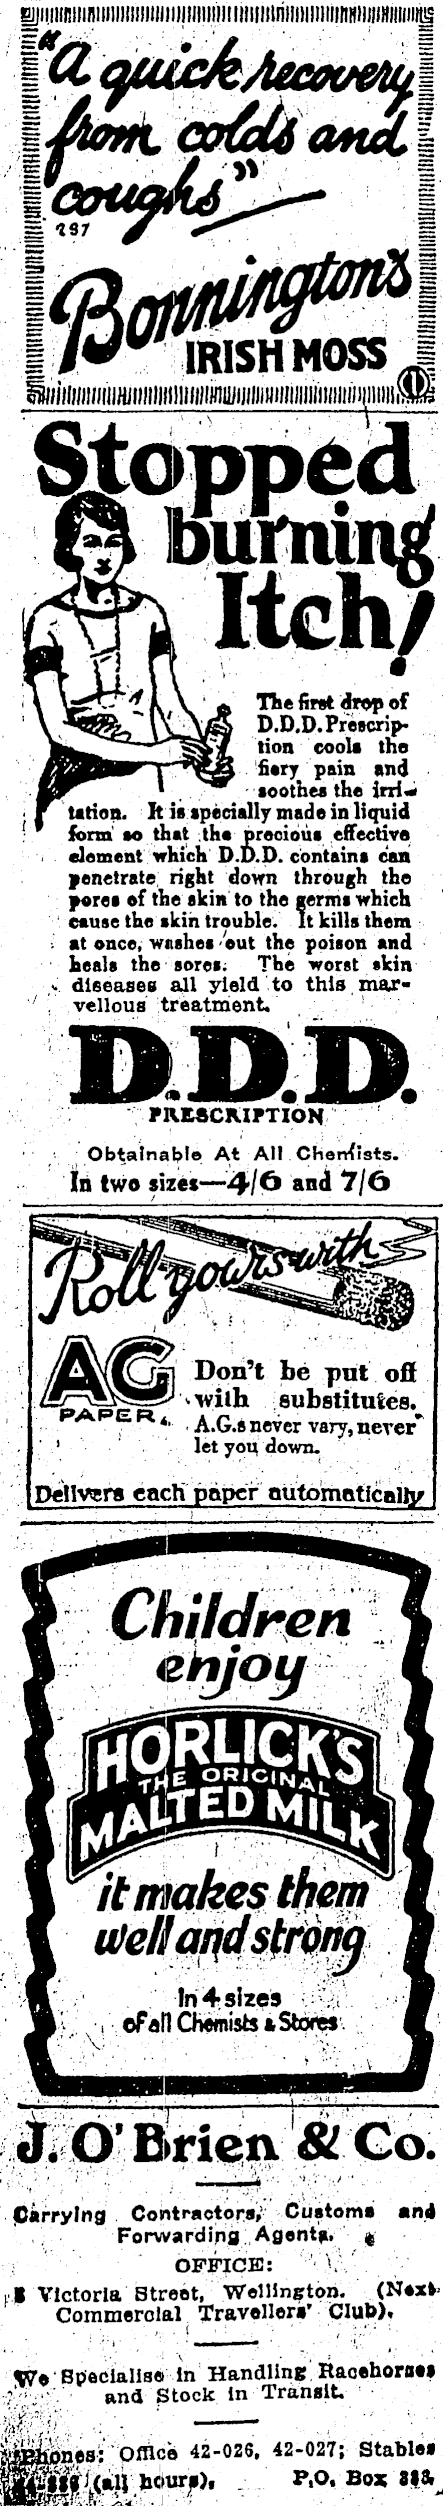 "A quick recovery
from colds and
coughs"
237
Bonnington's
IRISH MOSS
Stopped
burning
Itch!
The first drop of
D.D.D. Prescrip-
tion cools the
fiery pain and
soothes the irri-
tation. It is specially made in liquid
form so that the precious effective
element which D.D.D. contains can
penetrate right down through the
pores of the skin to the germs which
cause the skin trouble. It kills them
at once, washes out the poison and
heals the sores. The worst skin
diseases all yield to this mar-
vellous treatment.
D.D.D.
PRESCRIPTION
Obtainable At All Chemists.
In two sizes—4/6 and 7/6
Roll yours with
AG
PAPER.
Don't be put off
with substitutes.
A.G.s never vary, never
let you down.
Delivers each paper automatically
Children
enjoy
HORLICK'S
THE ORIGINAL
MALTED MILK
it makes them
well and strong
In 4 sizes
of all Chemists & Stores
J. O'Brien & Co.
Carrying Contractors, Customs and
Forwarding Agents.
OFFICE:
Victoria Street, Wellington. (Next
Commercial Travellers' Club).
We Specialise in Handling Racehorses
and Stock in Transit.
Phones: Office 42-026, 42-027; Stables
(all hours), P.O. Box